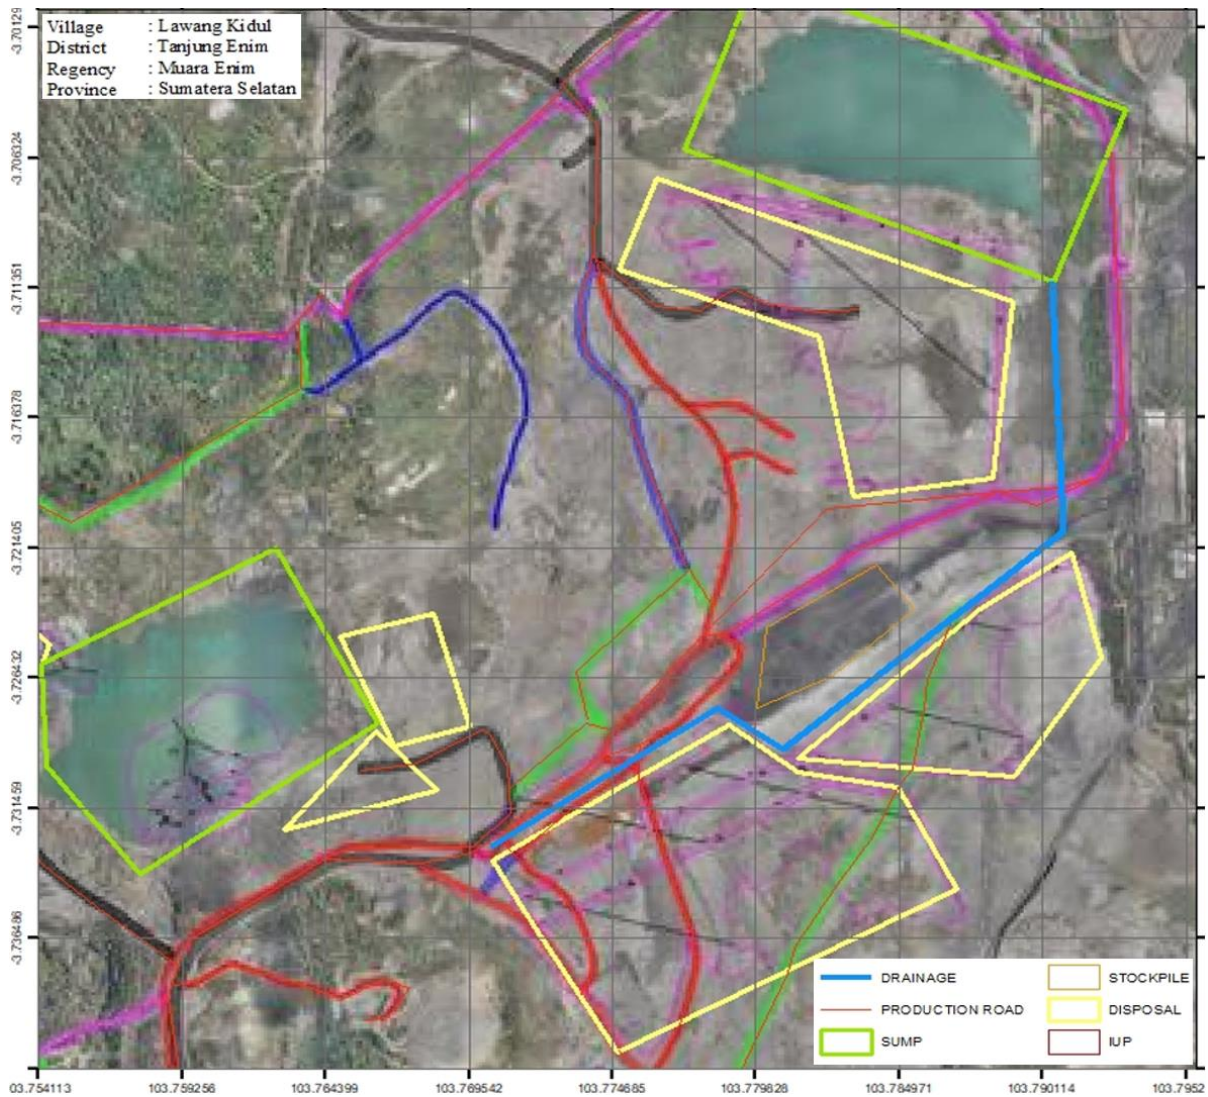 Village : Lawang Kidul
District : Tanjung Enim
Regency : Muara Enim
Province : Sumatera Selatan
-3.70129
-3.706324
-3.711351
-3.716378
-3.721405
-3.726432
-3.731459
-3.736486
DRAINAGE
PRODUCTION ROAD
SUMP
STOCKPILE
DISPOSAL
IUP
03.754113 103.759256 103.764399 103.769542 103.774685 103.779828 103.784971 103.790114 103.7952